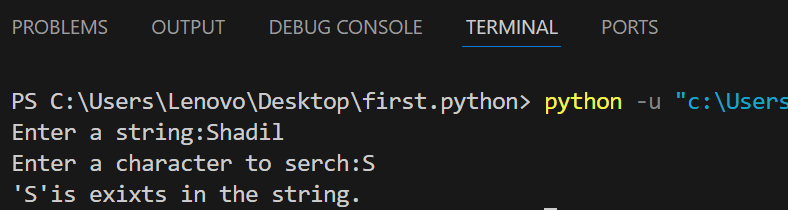 PROBLEMS OUTPUT DEBUG CONSOLE TERMINAL PORTS
PS C:\Users\Lenovo\Desktop\first.python> python -u "c:\Users
Enter a string:Shadil
Enter a character to serch:S
'S'is exixts in the string.